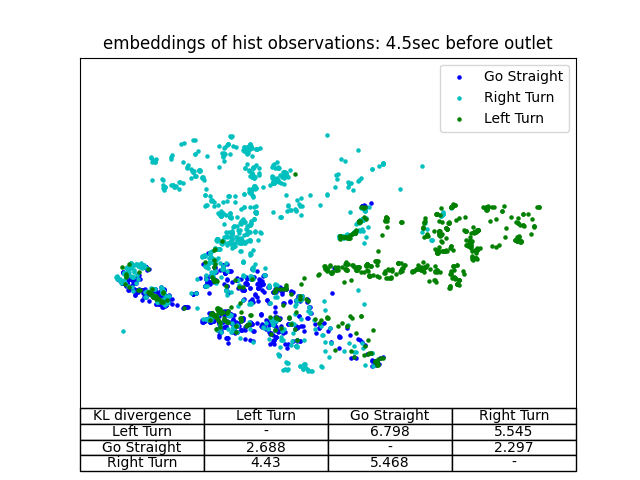 embeddings of hist observations: 4.5sec before outlet
Go Straight
Right Turn
Left Turn
KL divergence Left Turn Go Straight Right Turn
Left Turn - 6.798 5.545
Go Straight 2.688 - 2.297
Right Turn 4.43 5.468 -